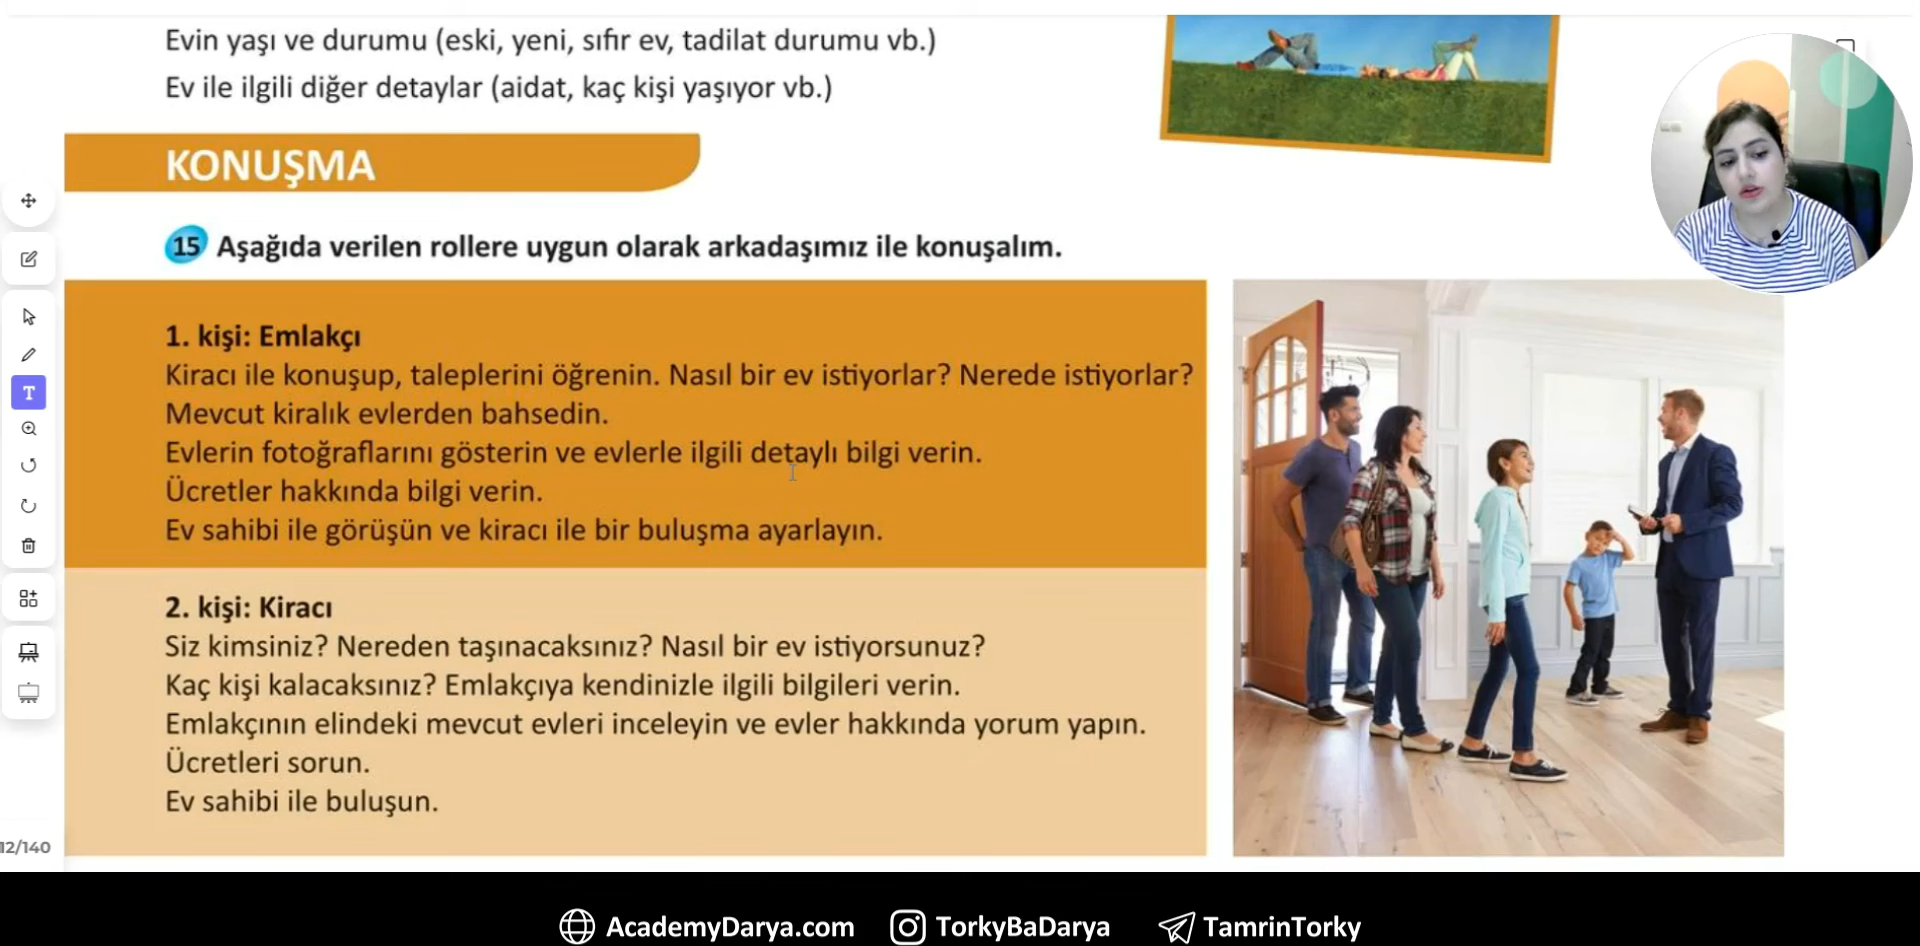 Evin yaşı ve durumu (eski, yeni, sıfır ev, tadilat durumu vb.)
Ev ile ilgili diğer detaylar (aidat, kaç kişi yaşıyor vb.)
KONUŞMA
15 Aşağıda verilen rollere uygun olarak arkadaşımız ile konuşalım.
1. kişi: Emlakçı
Kiracı ile konuşup, taleplerini öğrenin. Nasıl bir ev istiyorlar? Nerede istiyorlar?
Mevcut kiralık evlerden bahsedin.
Evlerin fotoğraflarını gösterin ve evlerle ilgili detaylı bilgi verin.
Ücretler hakkında bilgi verin.
Ev sahibi ile görüşün ve kiracı ile bir buluşma ayarlayın.
2. kişi: Kiracı
Siz kimsiniz? Nereden taşınacaksınız? Nasıl bir ev istiyorsunuz?
Kaç kişi kalacaksınız? Emlakçıya kendinizle ilgili bilgileri verin.
Emlakçının elindeki mevcut evleri inceleyin ve evler hakkında yorum yapın.
Ücretleri sorun.
Ev sahibi ile buluşun.
T
12/140
AcademyDarya.com TorkyBaDarya TamrinTorky